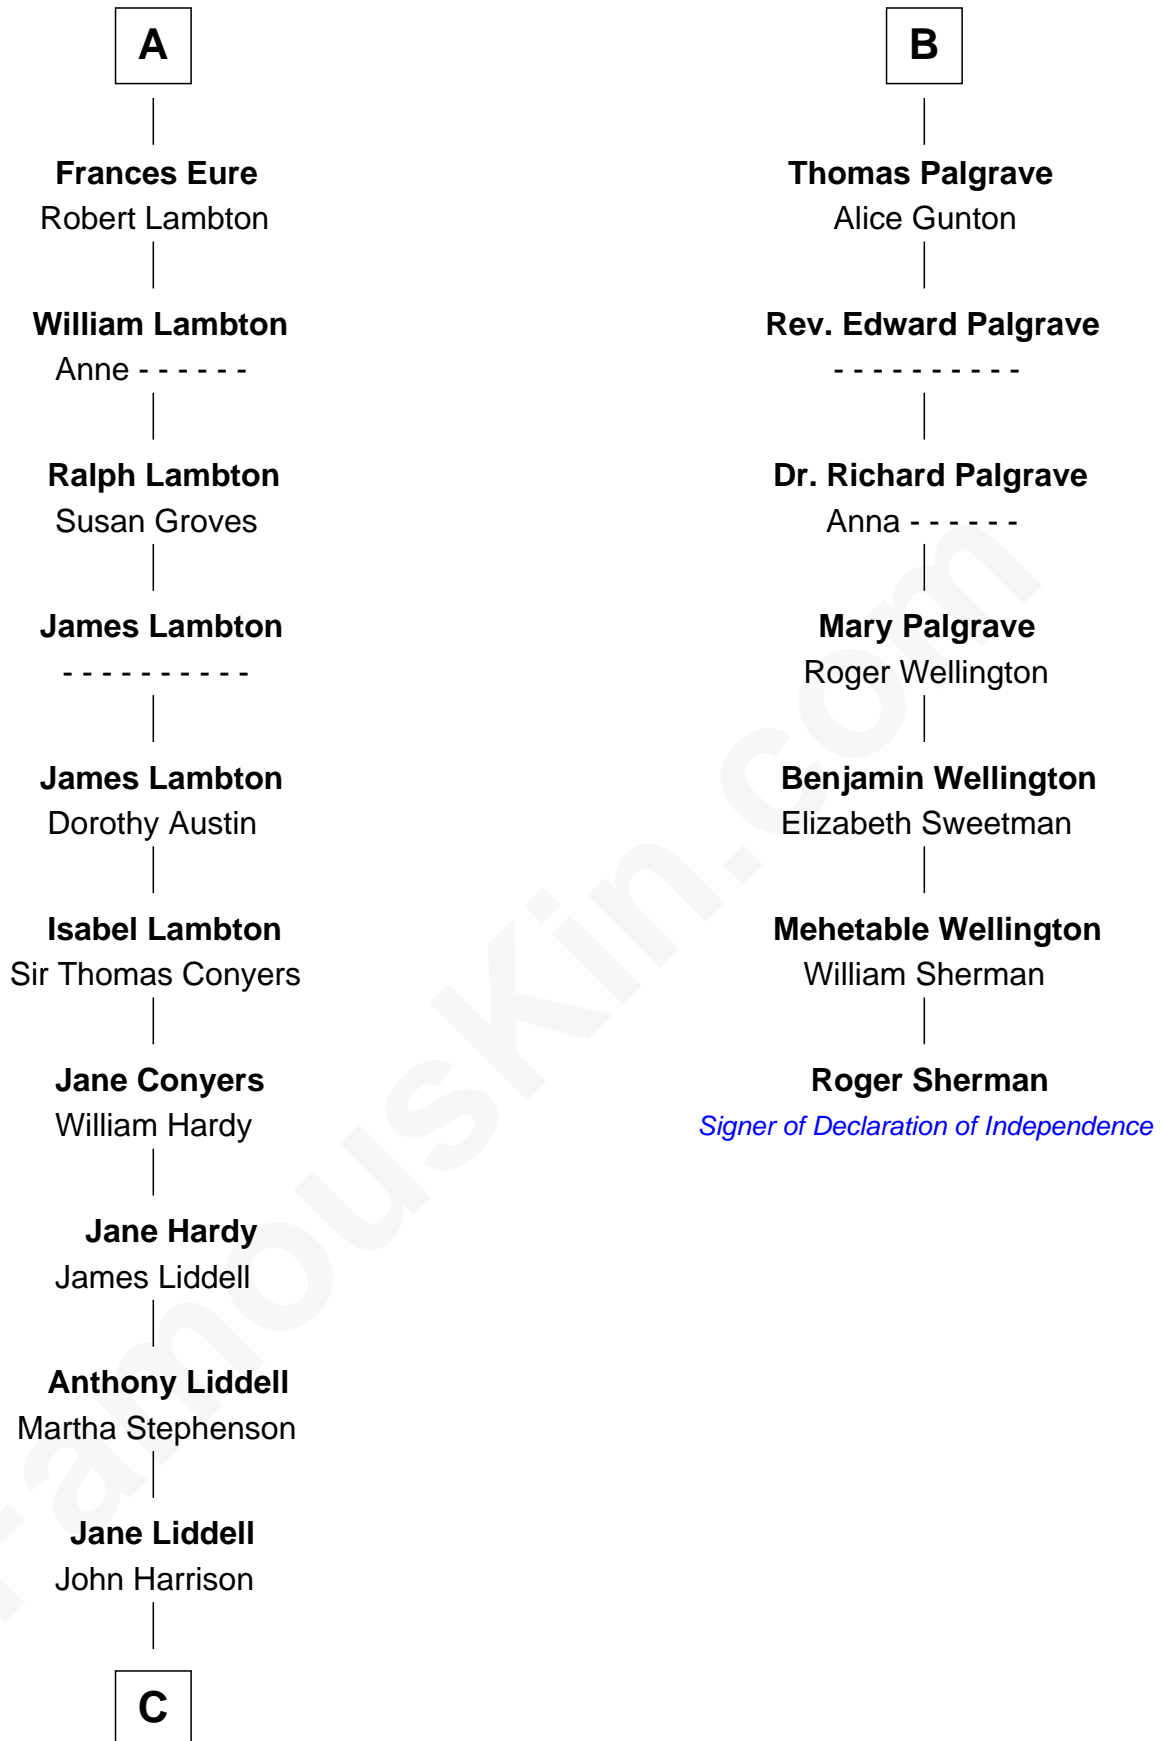 A
Frances Eure
Robert Lambton
William Lambton
Anne - - - - - -
Ralph Lambton
Susan Groves
James Lambton
- - - - - - - - - -
James Lambton
Dorothy Austin
Isabel Lambton
Sir Thomas Conyers
Jane Conyers
William Hardy
Jane Hardy
James Liddell
Anthony Liddell
Martha Stephenson
Jane Liddell
John Harrison
C
B
Thomas Palgrave
Alice Gunton
Rev. Edward Palgrave
- - - - - - - - - -
Dr. Richard Palgrave
Anna - - - - - -
Mary Palgrave
Roger Wellington
Benjamin Wellington
Elizabeth Sweetman
Mehetable Wellington
William Sherman
Roger Sherman
Signer of Declaration of Independence
FamousKin.com